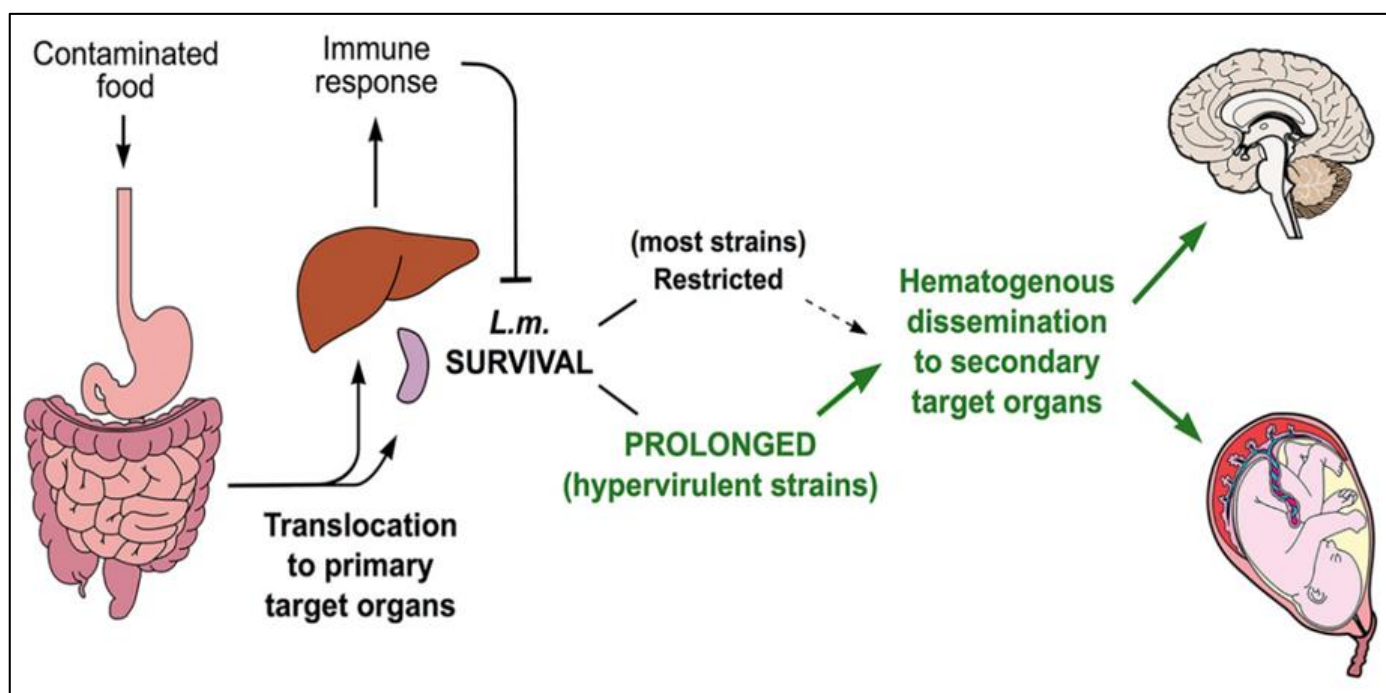 Contaminated
food
Immune
response
Translocation
to primary
target organs
L.m.
SURVIVAL
(most strains)
Restricted
PROLONGED
(hypervirulent strains)
Hematogenous
dissemination
to secondary
target organs